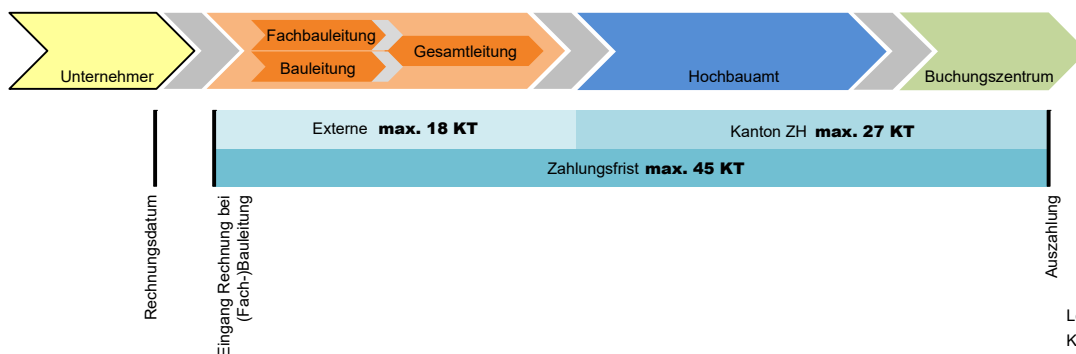 Fachbauleitung
Gesamtleitung
Bauleitung
Unternehmer
Hochbauamt
Buchungszentrum
Externe max. 18 KT
Kanton ZH max. 27 KT
Zahlungsfrist max. 45 KT
Rechnungsdatum
Eingang Rechnung bei
(Fach-)Bauleitung
Auszahlung